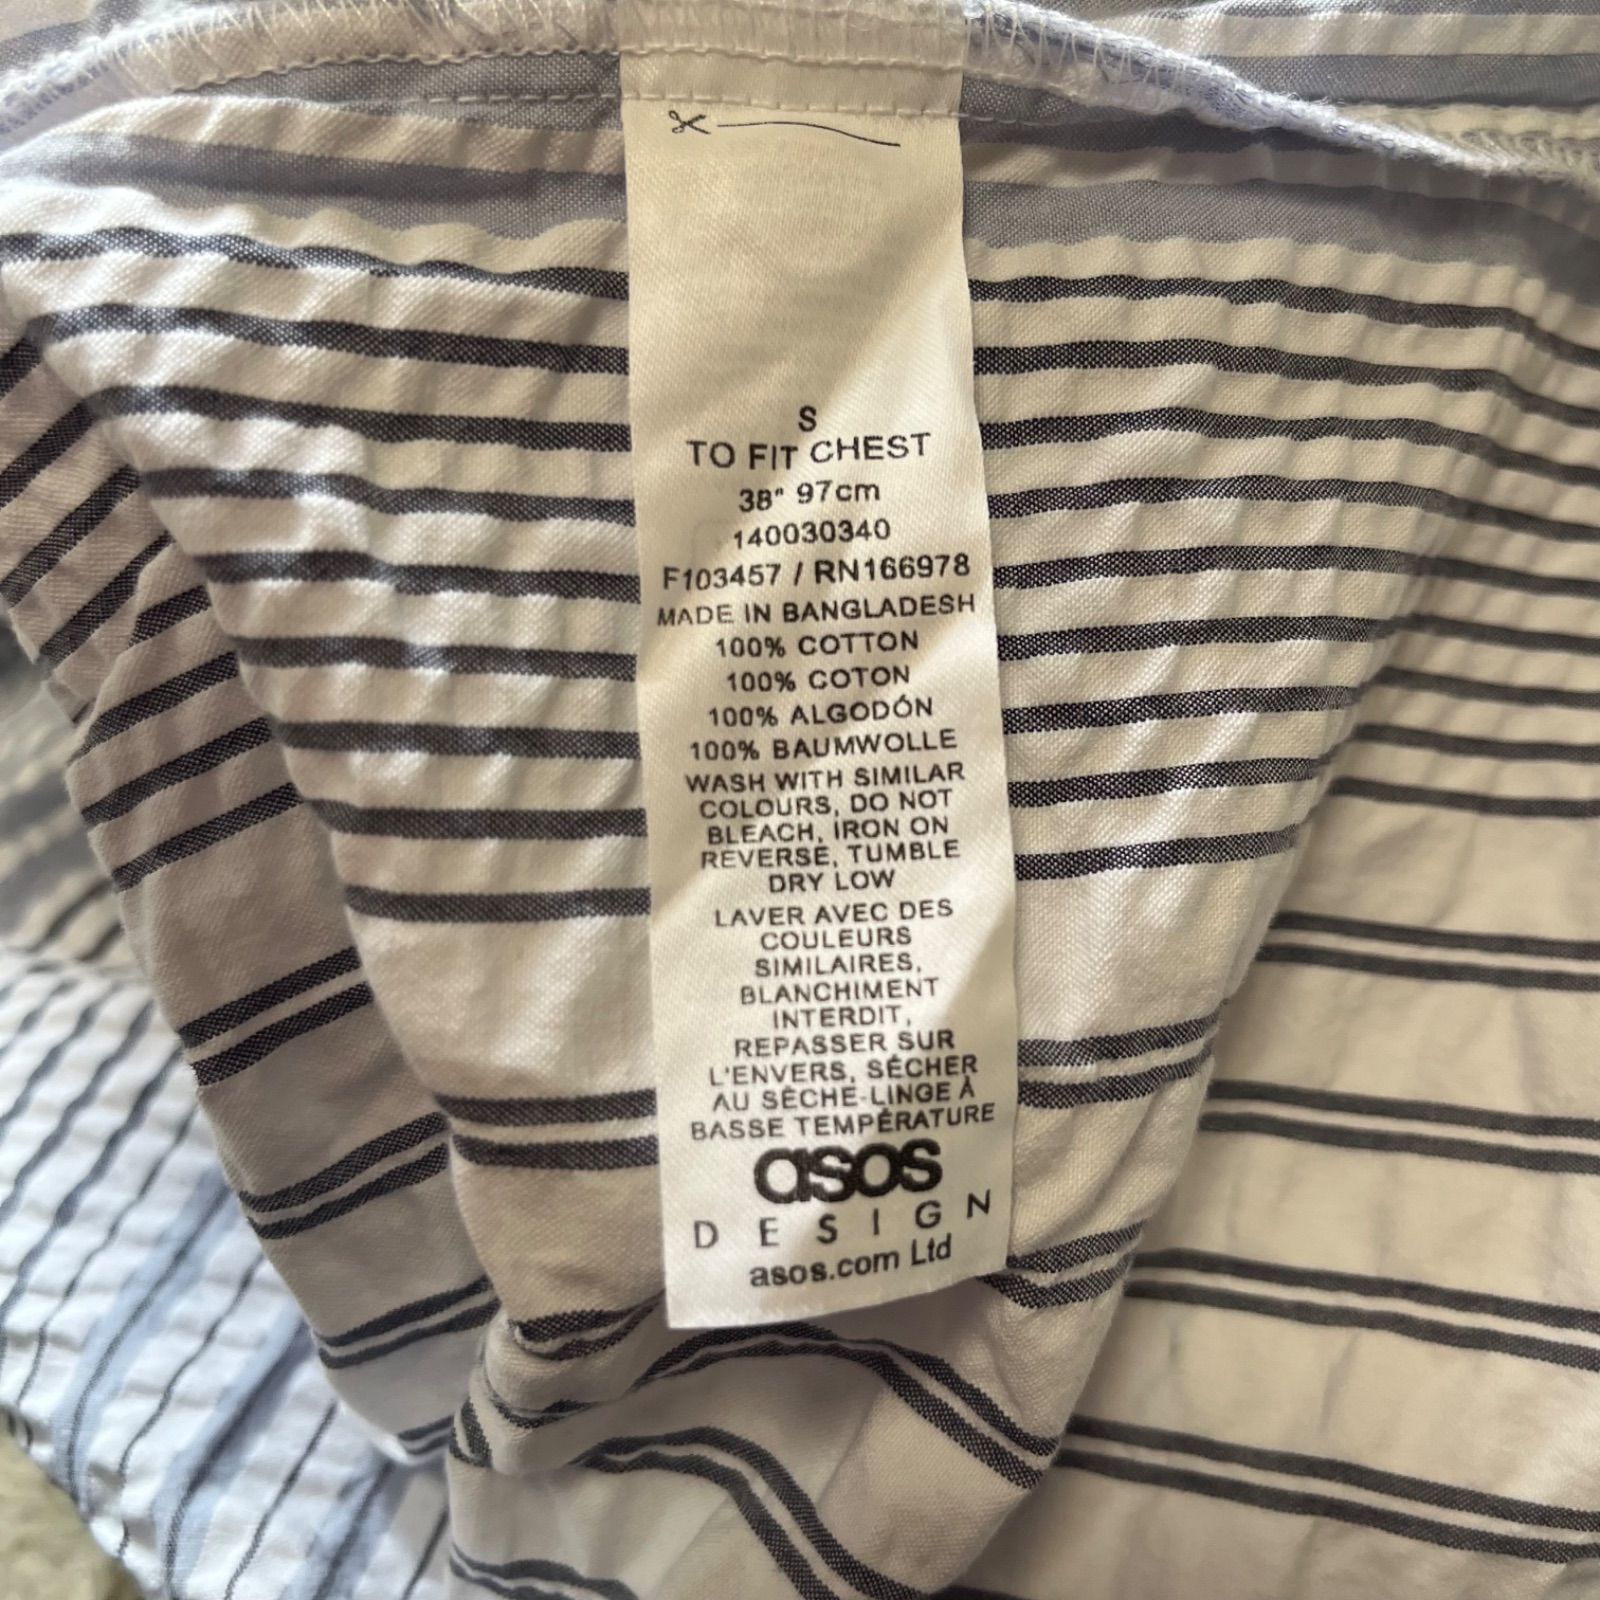 S
TO FIT CHEST
38" 97cm
140030340
F103457 / RN166978
MADE IN BANGLADESH
100% COTTON
100% COTON
100% ALGODÓN
100% BAUMWOLLE
WASH WITH SIMILAR
COLOURS, DO NOT
BLEACH, IRON ON
REVERSE, TUMBLE
DRY LOW
LAVER AVEC DES
COULEURS
SIMILAIRES,
BLANCHIMENT
INTERDIT,
REPASSER SUR
L'ENVERS, SÉCHER
AU SÈCHE-LINGE À
BASSE TEMPÉRATURE
asos
DESIGN
asos.com Ltd